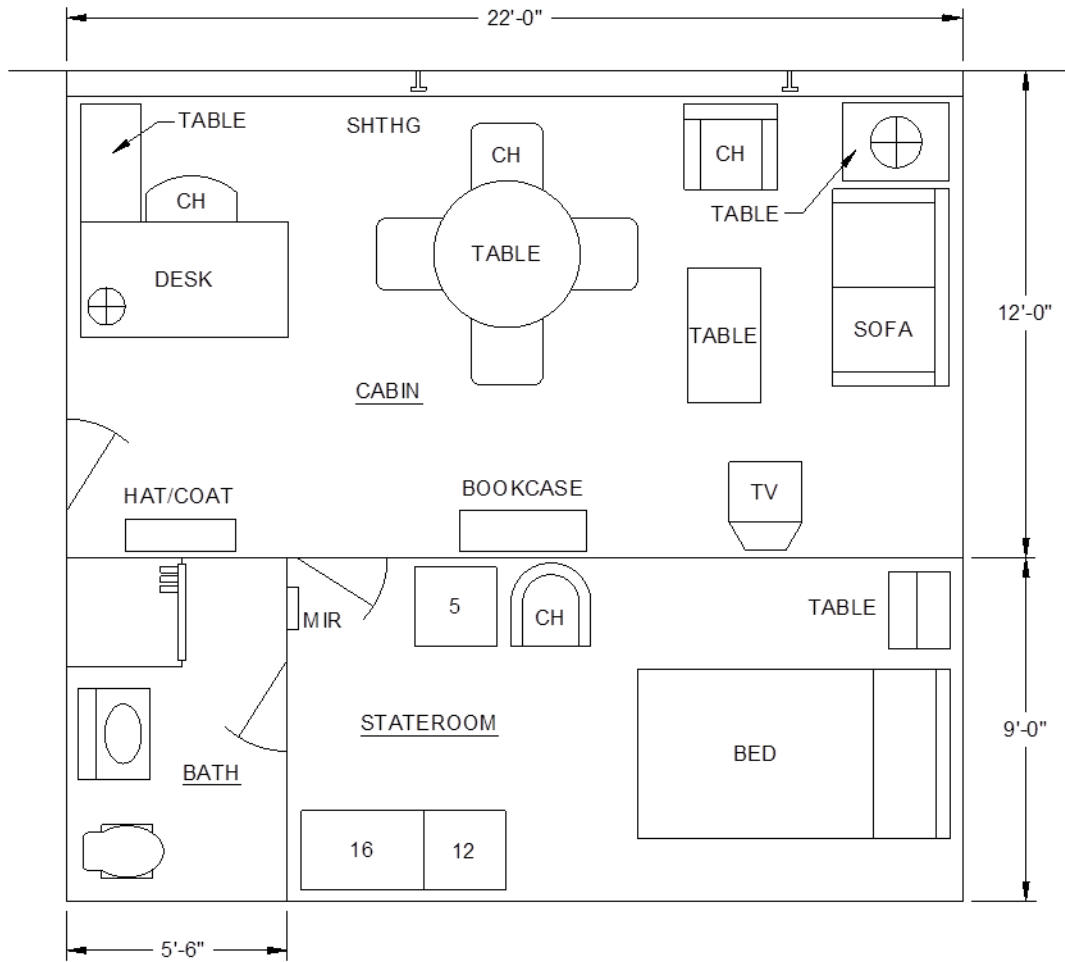 22'-0"
TABLE
SHTHG
CH
CH
CH
TABLE
TABLE
DESK
TABLE
SOFA
12'-0"
CABIN
HAT/COAT
BOOKCASE
TV
MIR
5
CH
TABLE
STATEROOM
9'-0"
BATH
BED
16
12
5'-6"